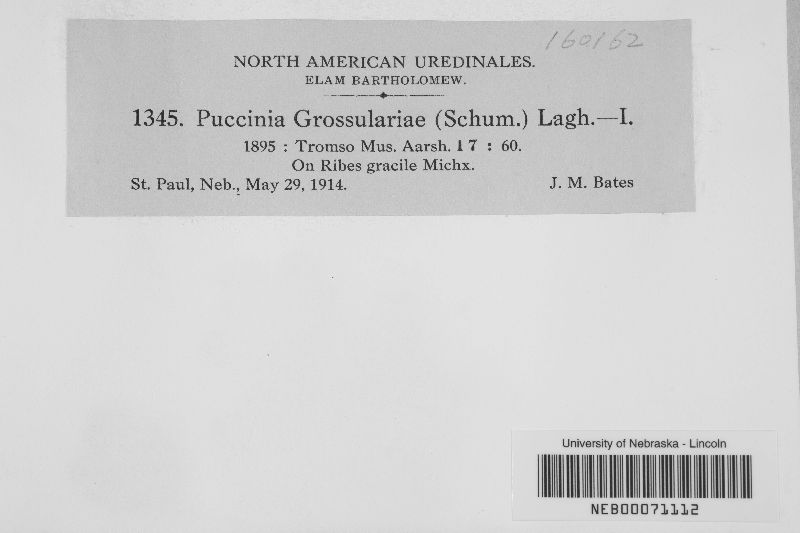 160162
NORTH AMERICAN UREDINALES.
ELAM BARTHOLOMEW.
1345. Puccinia Grossulariae (Schum.) Lagh.—I.
1895 : Tromso Mus. Aarsh. 17 : 60.
On Ribes gracile Michx.
St. Paul, Neb., May 29, 1914. J. M. Bates
University of Nebraska - Lincoln
NEB00071112